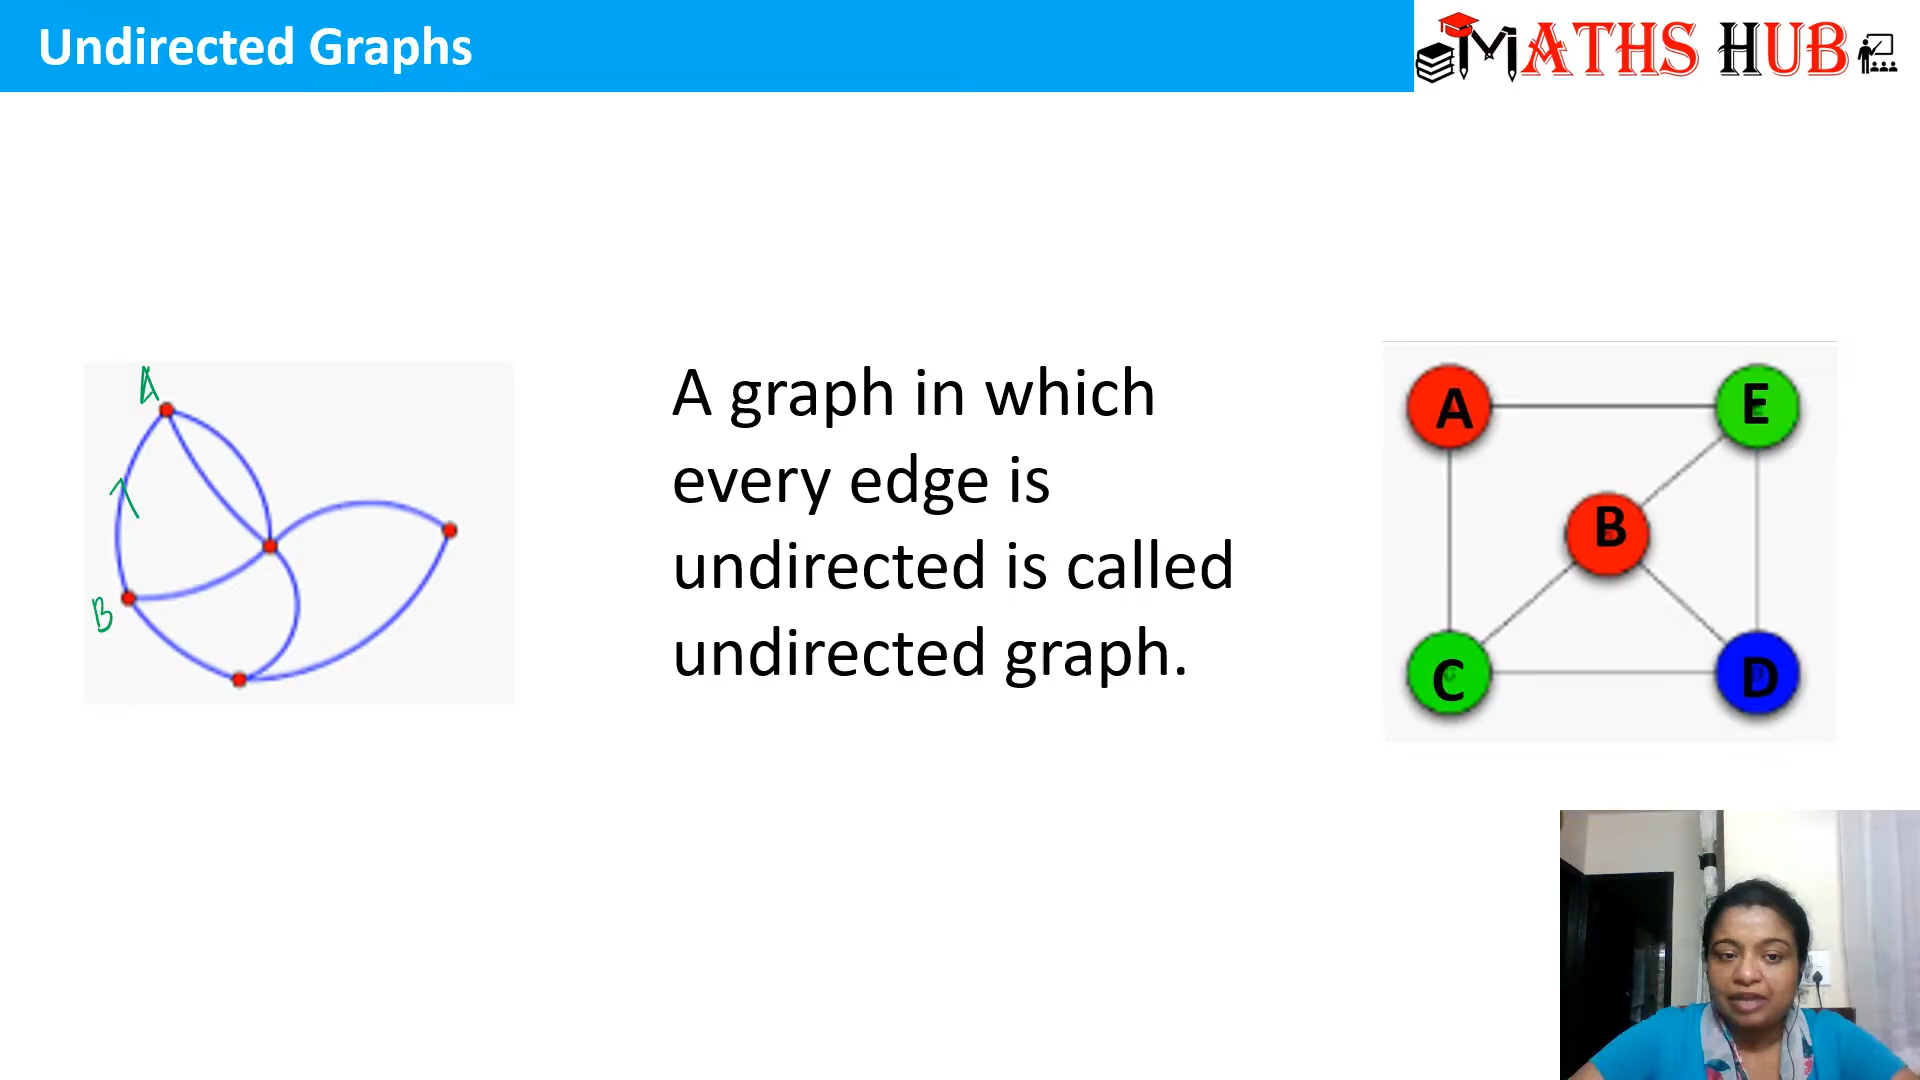 Undirected Graphs
MATHS HUB
A
B
A graph in which
every edge is
undirected is called
undirected graph.
A
E
B
C
D